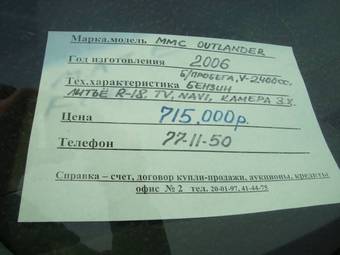 Марка.модель MMC OUTLANDER
Год изготовления 2006
Б/ПРОБЕГА, V-2400CC,
Тех.характеристика БЕНЗИН
ЛИТЬЁ R-18. TV, NAVI, КАМЕРА З.Х.
Цена 715,000р.
Телефон 77-11-50
Справка – счет, договор купли-продажи, аукционы, кредиты
офис № 2 тел. 20-01-97, 41-44-75